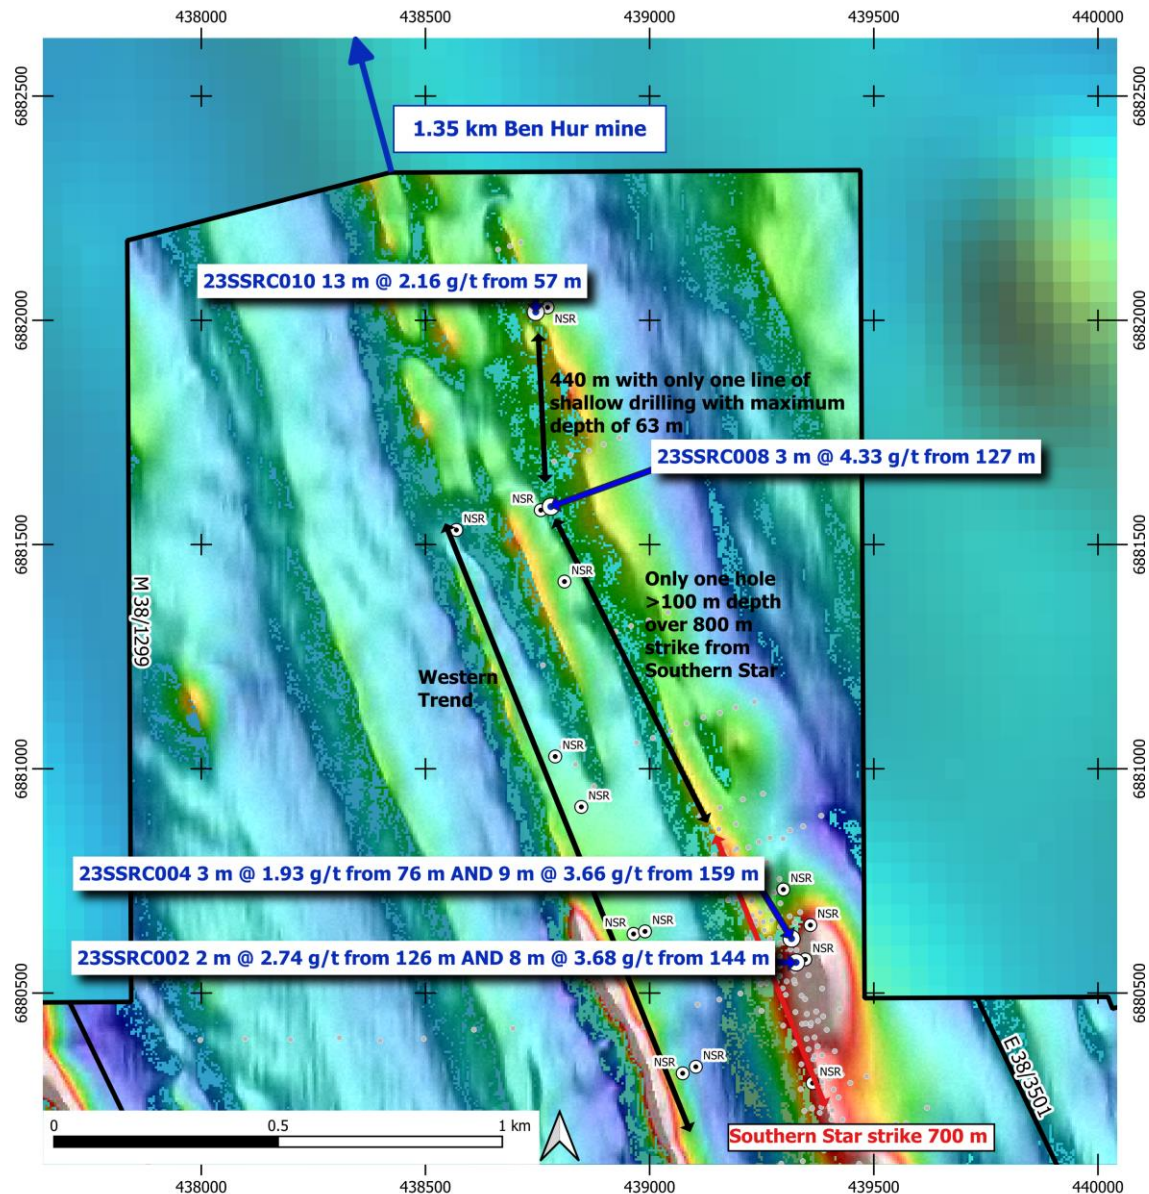 438000
438500
439000
439500
440000
6882500
6882500
1.35 km Ben Hur mine
23SSRC010 13 m @ 2.16 g/t from 57 m
NSR
6882000
6882000
440 m with only one line of
shallow drilling with maximum
depth of 63 m
23SSRC008 3 m @ 4.33 g/t from 127 m
NSR
NSR
6881500
6881500
NSR
Only one hole
>100 m depth
over 800 m
strike from
Southern Star
M 38/1299
Western
Trend
NSR
6881000
6881000
NSR
23SSRC004 3 m @ 1.93 g/t from 76 m AND 9 m @ 3.66 g/t from 159 m
NSR
NSR
NSR
NSR
23SSRC002 2 m @ 2.74 g/t from 126 m AND 8 m @ 3.68 g/t from 144 m
NSR
6880500
6880500
NSR
NSR
NSR
E 38/3501
0
0.5
1 km
Southern Star strike 700 m
438000
438500
439000
439500
440000